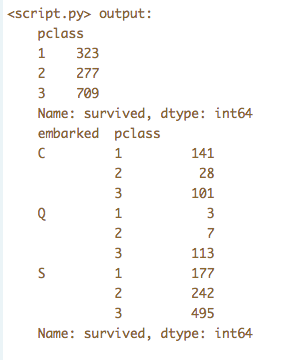 <script.py> output:
pclass
1    323
2    277
3    709
Name: survived, dtype: int64
embarked  pclass
C         1         141
          2          28
          3         101
Q         1           3
          2           7
          3         113
S         1         177
          2         242
          3         495
Name: survived, dtype: int64